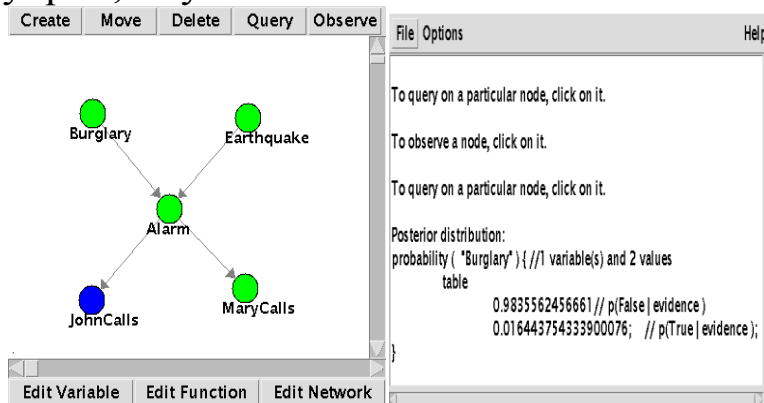 Create Move Delete Query Observe
Burglary
Earthquake
Alarm
JohnCalls
MaryCalls
Edit Variable Edit Function Edit Network
File Options Help
To query on a particular node, click on it.
To observe a node, click on it.
To query on a particular node, click on it.
Posterior distribution:
probability ( "Burglary" ) { //1 variable(s) and 2 values
table
0.9835562456661 // p(False | evidence )
0.016443754333900076; // p(True | evidence );
}